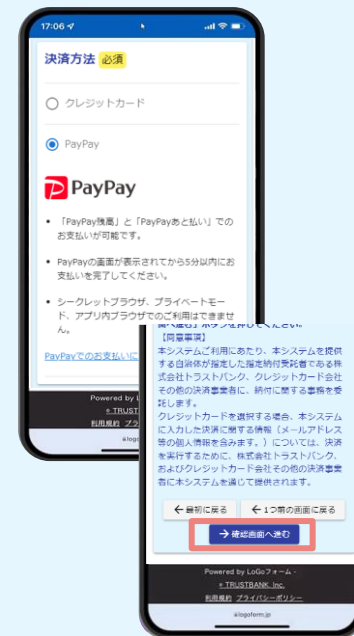 17:06
決済方法 必須
クレジットカード
PayPay
PayPay
• 「PayPay残高」と「PayPayあと払い」での
お支払いが可能です。
• PayPayの画面が表示されてから5分以内にお
支払いを完了してください。
• シークレットブラウザ、プライベートモー
ド、アプリ内ブラウザでのご利用はできませ
ん。
PayPayでのお支払いに
Powered by L
» TRUST
利用規約 プラ
【同意事項】
本システムご利用にあたり、本システムを提供
する自治体が指定した指定納付受託者である株
式会社トラストバンク、クレジットカード会社
その他の決済事業者に、納付に関する事務を委
託します。
クレジットカードを選択する場合、本システム
に入力した決済に関する情報（メールアドレス
等の個人情報を含みます。）については、決済
を実行するために、株式会社トラストバンク、
およびクレジットカード会社その他の決済事業
者に本システムを通じて提供されます。
←最初に戻る ←1つ前の画面に戻る
→確認画面へ進む
Powered by LoGoフォーム -
» TRUSTBANK, Inc.
利用規約 プライバシーポリシー
logoform.jp